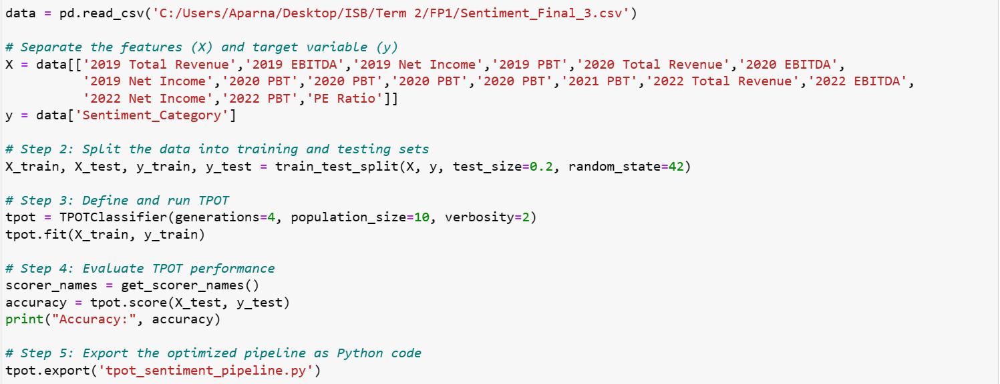 data = pd.read_csv('C:/Users/Aparna/Desktop/ISB/Term 2/FP1/Sentiment_Final_3.csv')
# Separate the features (X) and target variable (y)
X = data[['2019 Total Revenue','2019 EBITDA','2019 Net Income','2019 PBT','2020 Total Revenue','2020 EBITDA',
'2019 Net Income','2020 PBT','2020 PBT','2020 PBT','2020 PBT','2021 PBT','2022 Total Revenue','2022 EBITDA',
'2022 Net Income','2022 PBT','PE Ratio']]
y = data['Sentiment_Category']
# Step 2: Split the data into training and testing sets
X_train, X_test, y_train, y_test = train_test_split(X, y, test_size=0.2, random_state=42)
# Step 3: Define and run TPOT
tpot = TPOTClassifier(generations=4, population_size=10, verbosity=2)
tpot.fit(X_train, y_train)
# Step 4: Evaluate TPOT performance
scorer_names = get_scorer_names()
accuracy = tpot.score(X_test, y_test)
print("Accuracy:", accuracy)
# Step 5: Export the optimized pipeline as Python code
tpot.export('tpot_sentiment_pipeline.py')